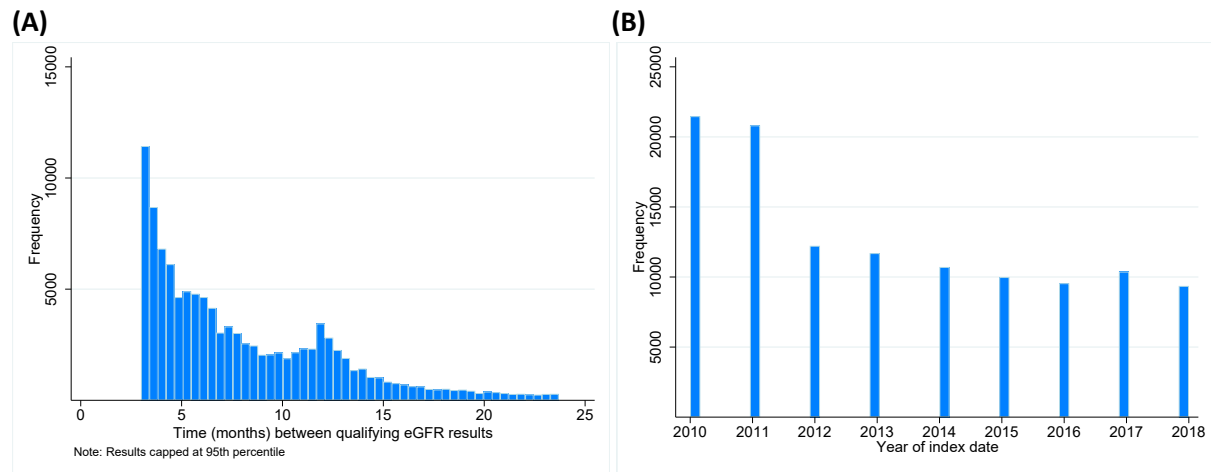 (A)
Frequency
15000
10000
5000
0 5 10 15 20 25
Time (months) between qualifying eGFR results
Note: Results capped at 95th percentile
(B)
Frequency
25000
20000
15000
10000
5000
2010 2011 2012 2013 2014 2015 2016 2017 2018
Year of index date